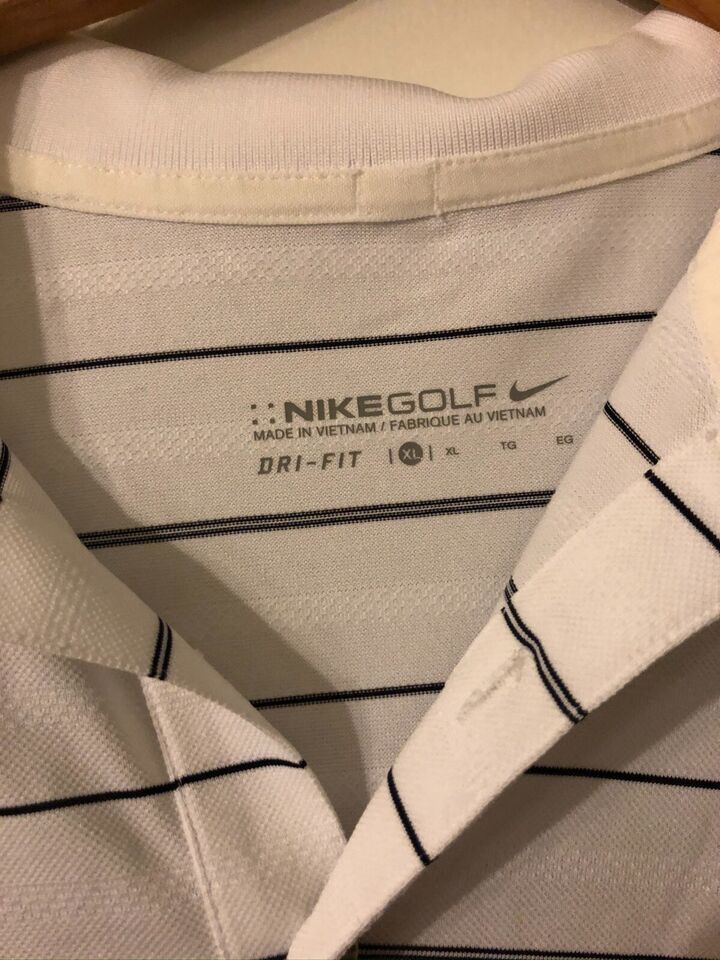 NIKEGOLF
MADE IN VIETNAM / FABRIQUE AU VIETNAM
DRI-FIT | XL | XL TG EG